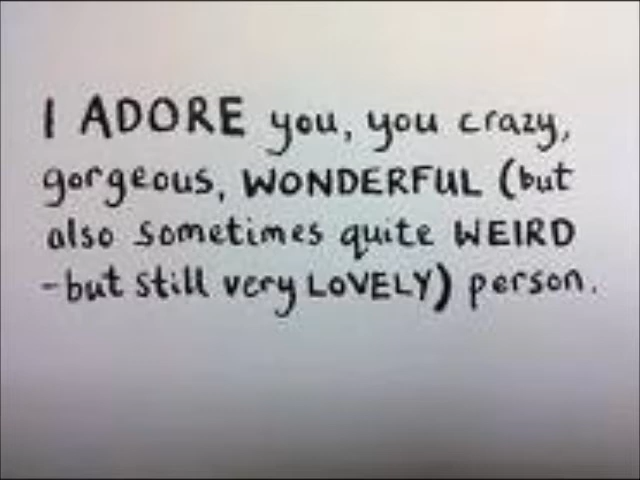 I ADORE you, you crazy,
gorgeous, WONDERFUL (but
also sometimes quite WEIRD
-but still very LOVELY) person.